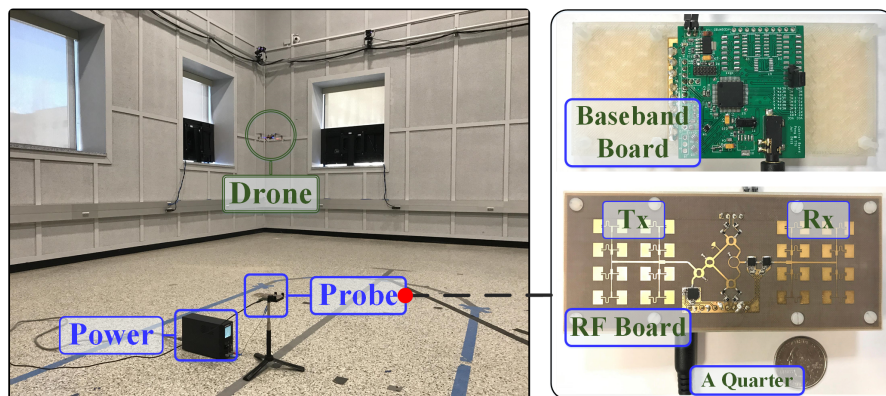 Drone
Probe
Power
Baseband
Board
Tx
Rx
RF Board
A Quarter